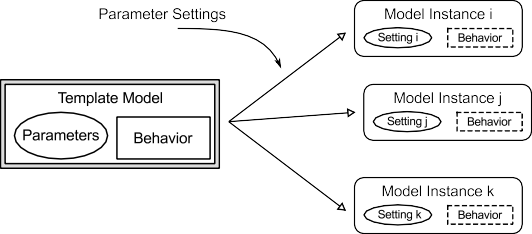 Parameter Settings
Template Model
Parameters
Behavior
Model Instance i
Setting i
Behavior
Model Instance j
Setting j
Behavior
Model Instance k
Setting k
Behavior